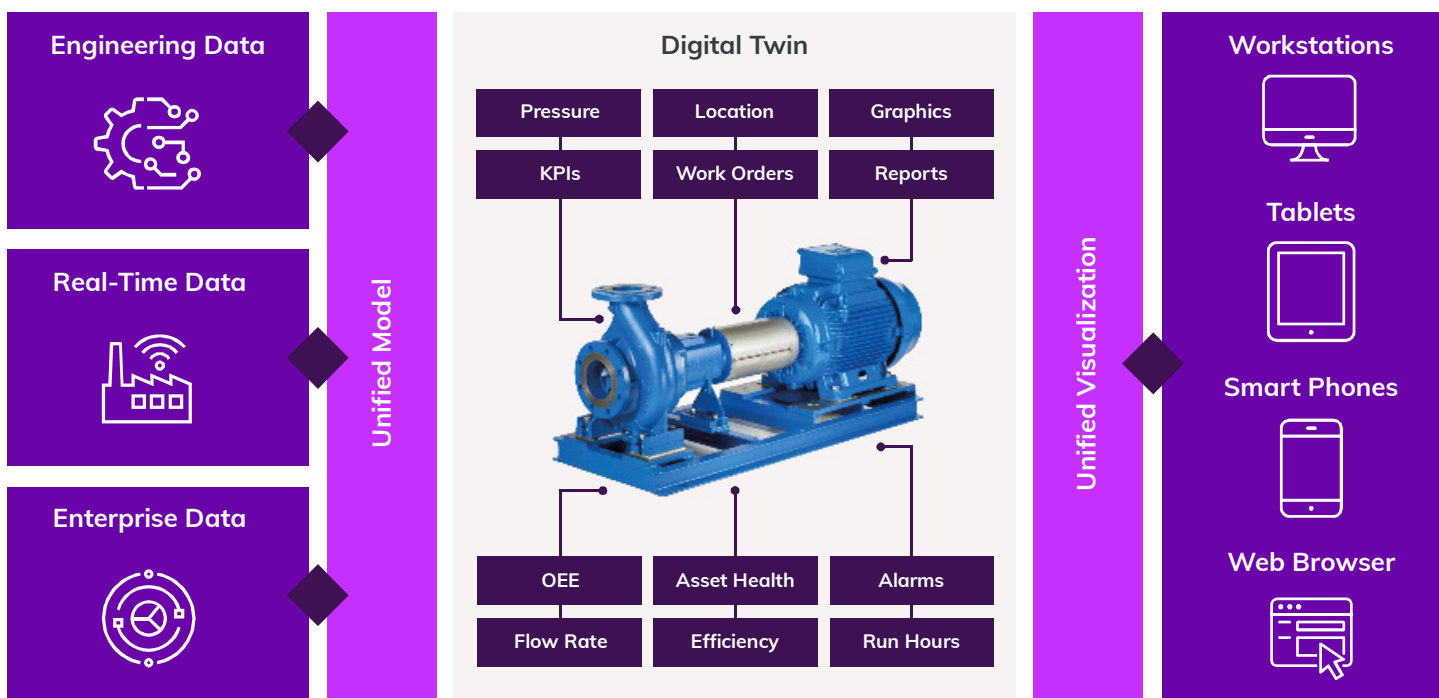 Engineering Data
Real-Time Data
Enterprise Data
Unified Model
Digital Twin
Pressure
Location
Graphics
KPIs
Work Orders
Reports
OEE
Asset Health
Alarms
Flow Rate
Efficiency
Run Hours
Unified Visualization
Workstations
Tablets
Smart Phones
Web Browser